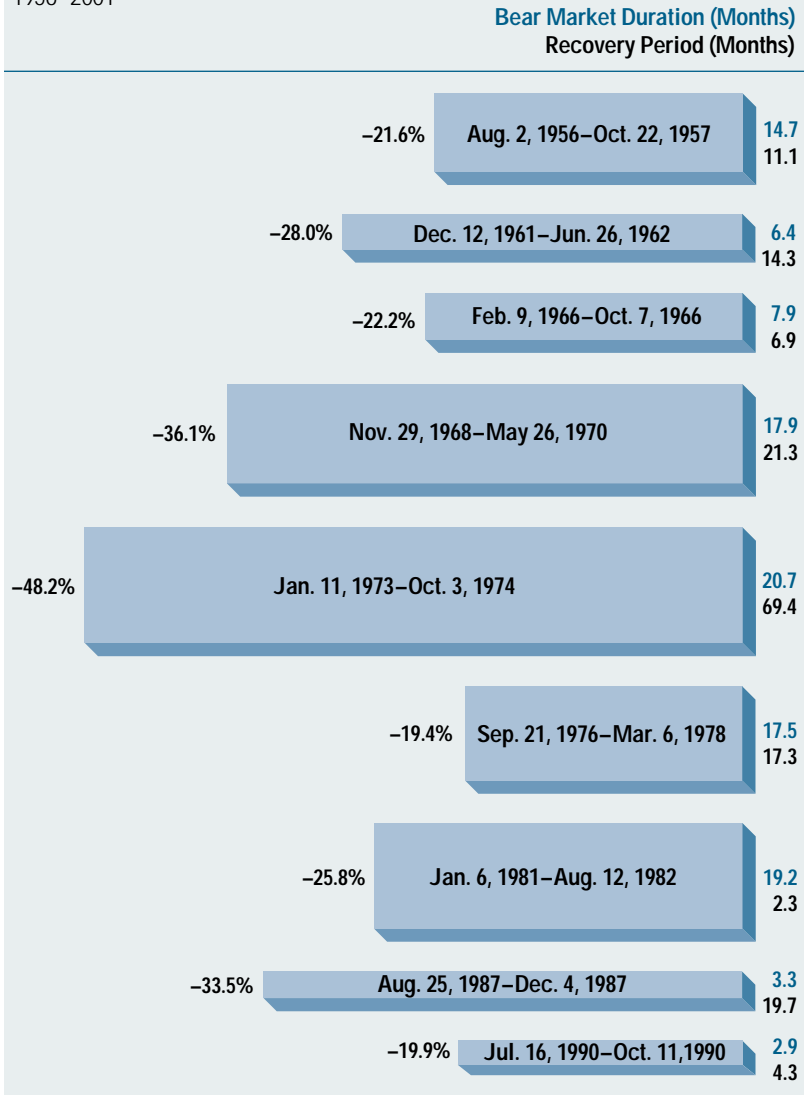 Bear Market Duration (Months)
Recovery Period (Months)
–21.6% Aug. 2, 1956–Oct. 22, 1957 14.7
11.1
–28.0% Dec. 12, 1961–Jun. 26, 1962 6.4
14.3
–22.2% Feb. 9, 1966–Oct. 7, 1966 7.9
6.9
–36.1% Nov. 29, 1968–May 26, 1970 17.9
21.3
–48.2% Jan. 11, 1973–Oct. 3, 1974 20.7
69.4
–19.4% Sep. 21, 1976–Mar. 6, 1978 17.5
17.3
–25.8% Jan. 6, 1981–Aug. 12, 1982 19.2
2.3
–33.5% Aug. 25, 1987–Dec. 4, 1987 3.3
19.7
–19.9% Jul. 16, 1990–Oct. 11,1990 2.9
4.3